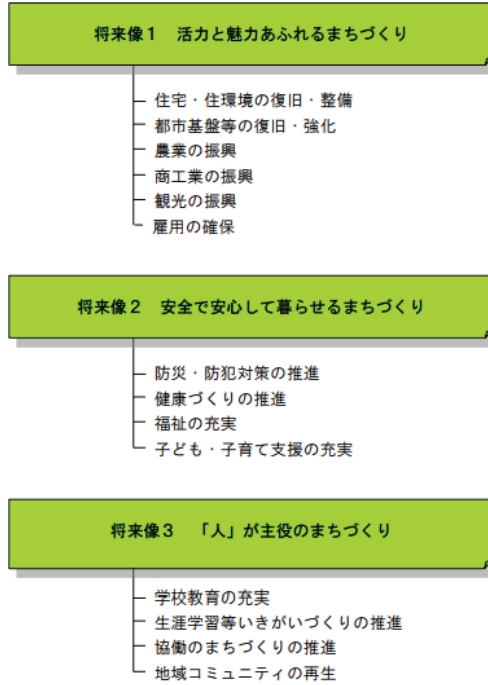 将来像１　活力と魅力あふれるまちづくり
住宅・住環境の復旧・整備
都市基盤等の復旧・強化
農業の振興
商工業の振興
観光の振興
雇用の確保
将来像２　安全で安心して暮らせるまちづくり
防災・防犯対策の推進
健康づくりの推進
福祉の充実
子ども・子育て支援の充実
将来像３　「人」が主役のまちづくり
学校教育の充実
生涯学習等いきがいづくりの推進
協働のまちづくりの推進
地域コミュニティの再生